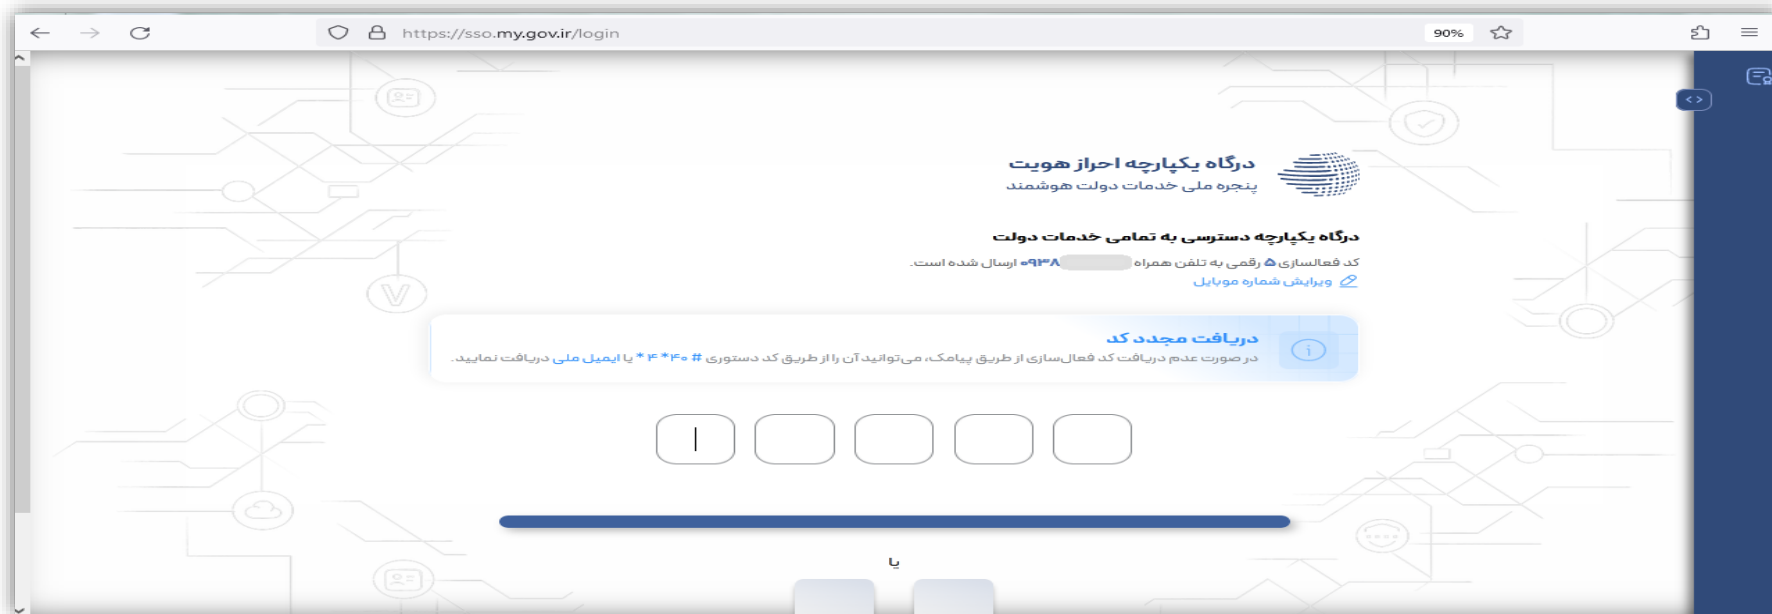 https://sso.my.gov.ir/login
90%
درگاه یکپارچه احراز هویت
پنجره ملی خدمات دولت هوشمند
درگاه یکپارچه دسترسی به تمامی خدمات دولت
کد فعالسازی ۵ رقمی به تلفن همراه ۰۹۳۸ ارسال شده است.
ویرایش شماره موبایل
دریافت مجدد کد
در صورت عدم دریافت کد فعال‌سازی از طریق پیامک، می‌توانید آن را از طریق کد دستوری # ۴۰* ۴ * یا ایمیل ملی دریافت نمایید.
یا